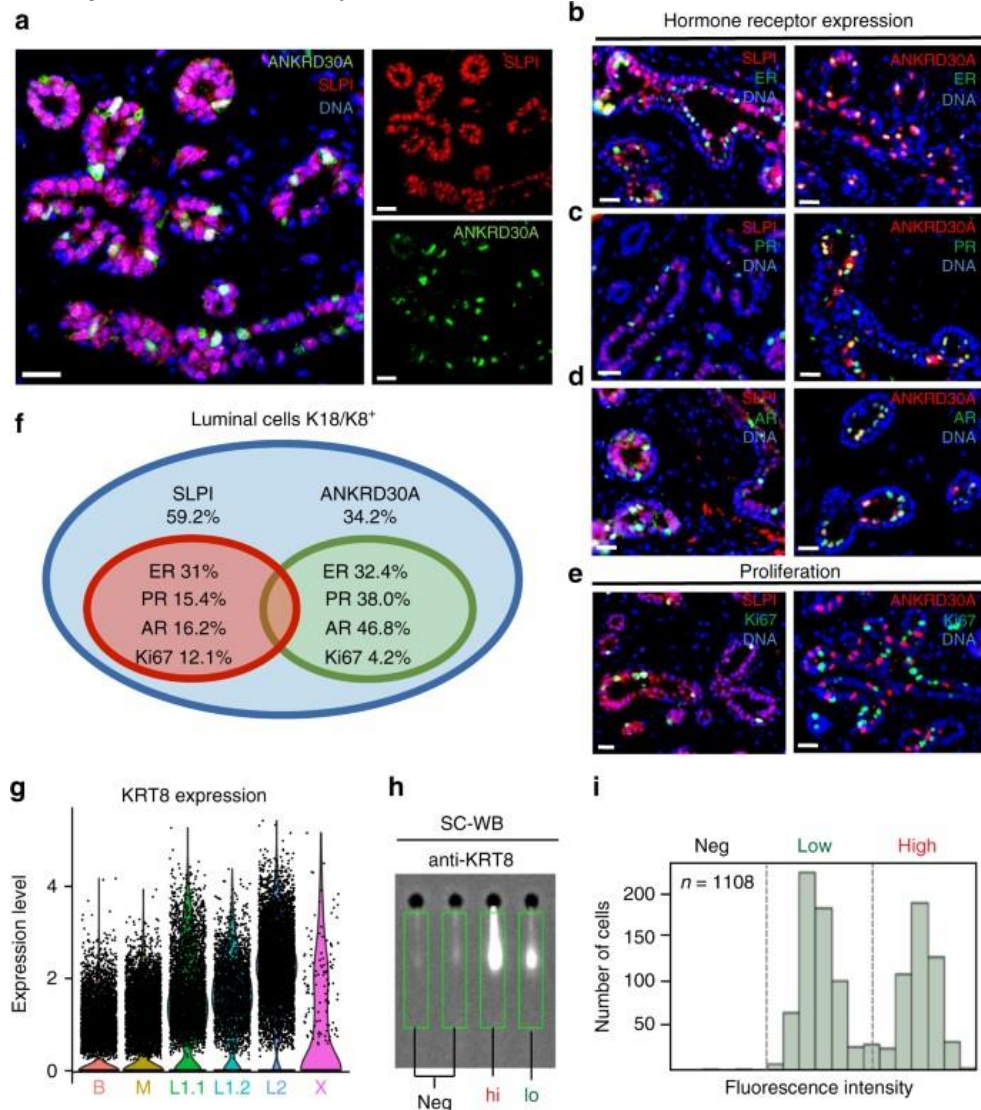 a
ANKRD30A
SLPI
DNA
SLPI
ANKRD30A
b
Hormone receptor expression
SLPI
ER
DNA
ANKRD30A
ER
DNA
c
SLPI
PR
DNA
ANKRD30A
PR
DNA
d
SLPI
AR
DNA
ANKRD30A
AR
DNA
e
Proliferation
SLPI
Ki67
DNA
ANKRD30A
Ki67
DNA
f
Luminal cells K18/K8⁺
SLPI
59.2%
ANKRD30A
34.2%
ER 31%
PR 15.4%
AR 16.2%
Ki67 12.1%
ER 32.4%
PR 38.0%
AR 46.8%
Ki67 4.2%
g
KRT8 expression
Expression level
4
2
0
B M L1.1 L1.2 L2 X
h
SC-WB
anti-KRT8
Neg hi lo
i
Neg Low High
n = 1108
Number of cells
200
150
100
50
Fluorescence intensity